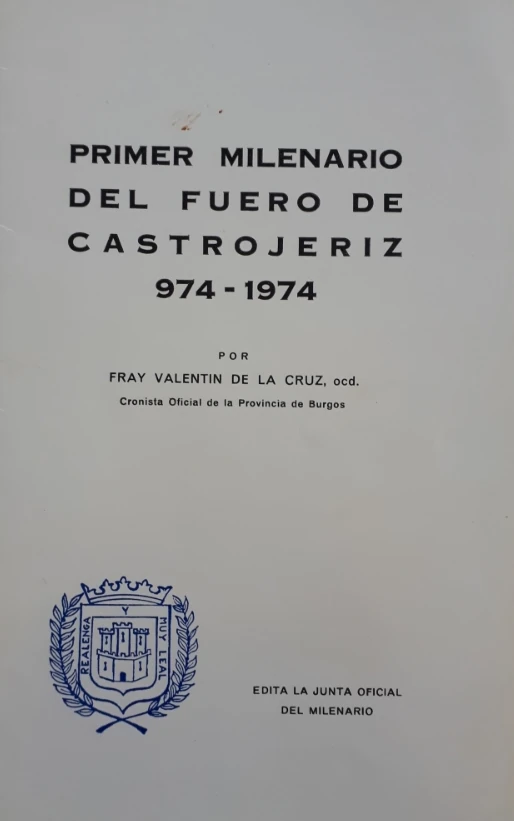 PRIMER MILENARIO
DEL FUERO DE
CASTROJERIZ
974 - 1974
POR
FRAY VALENTIN DE LA CRUZ, ocd.
Cronista Oficial de la Provincia de Burgos
REALENGA
Y
MUY LEAL
EDITA LA JUNTA OFICIAL
DEL MILENARIO